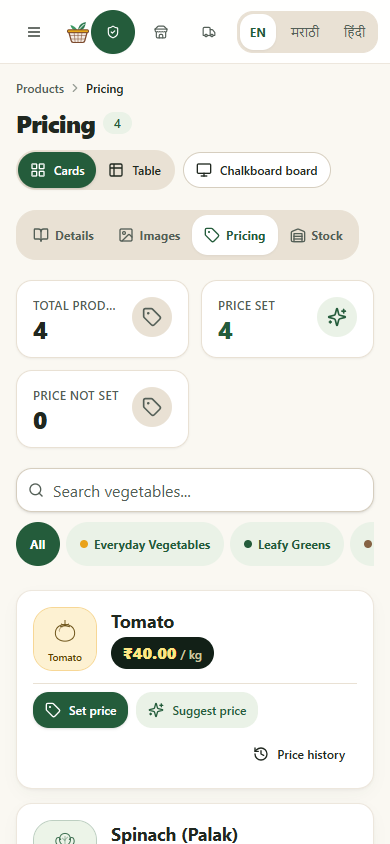 EN मराठी हिंदी
Products > Pricing
Pricing 4
Cards Table Chalkboard board
Details Images Pricing Stock
TOTAL PROD... PRICE SET
4 4
PRICE NOT SET
0
Search vegetables...
All Everyday Vegetables Leafy Greens
Tomato
₹40.00 / kg
Tomato
Set price Suggest price
Price history
Spinach (Palak)